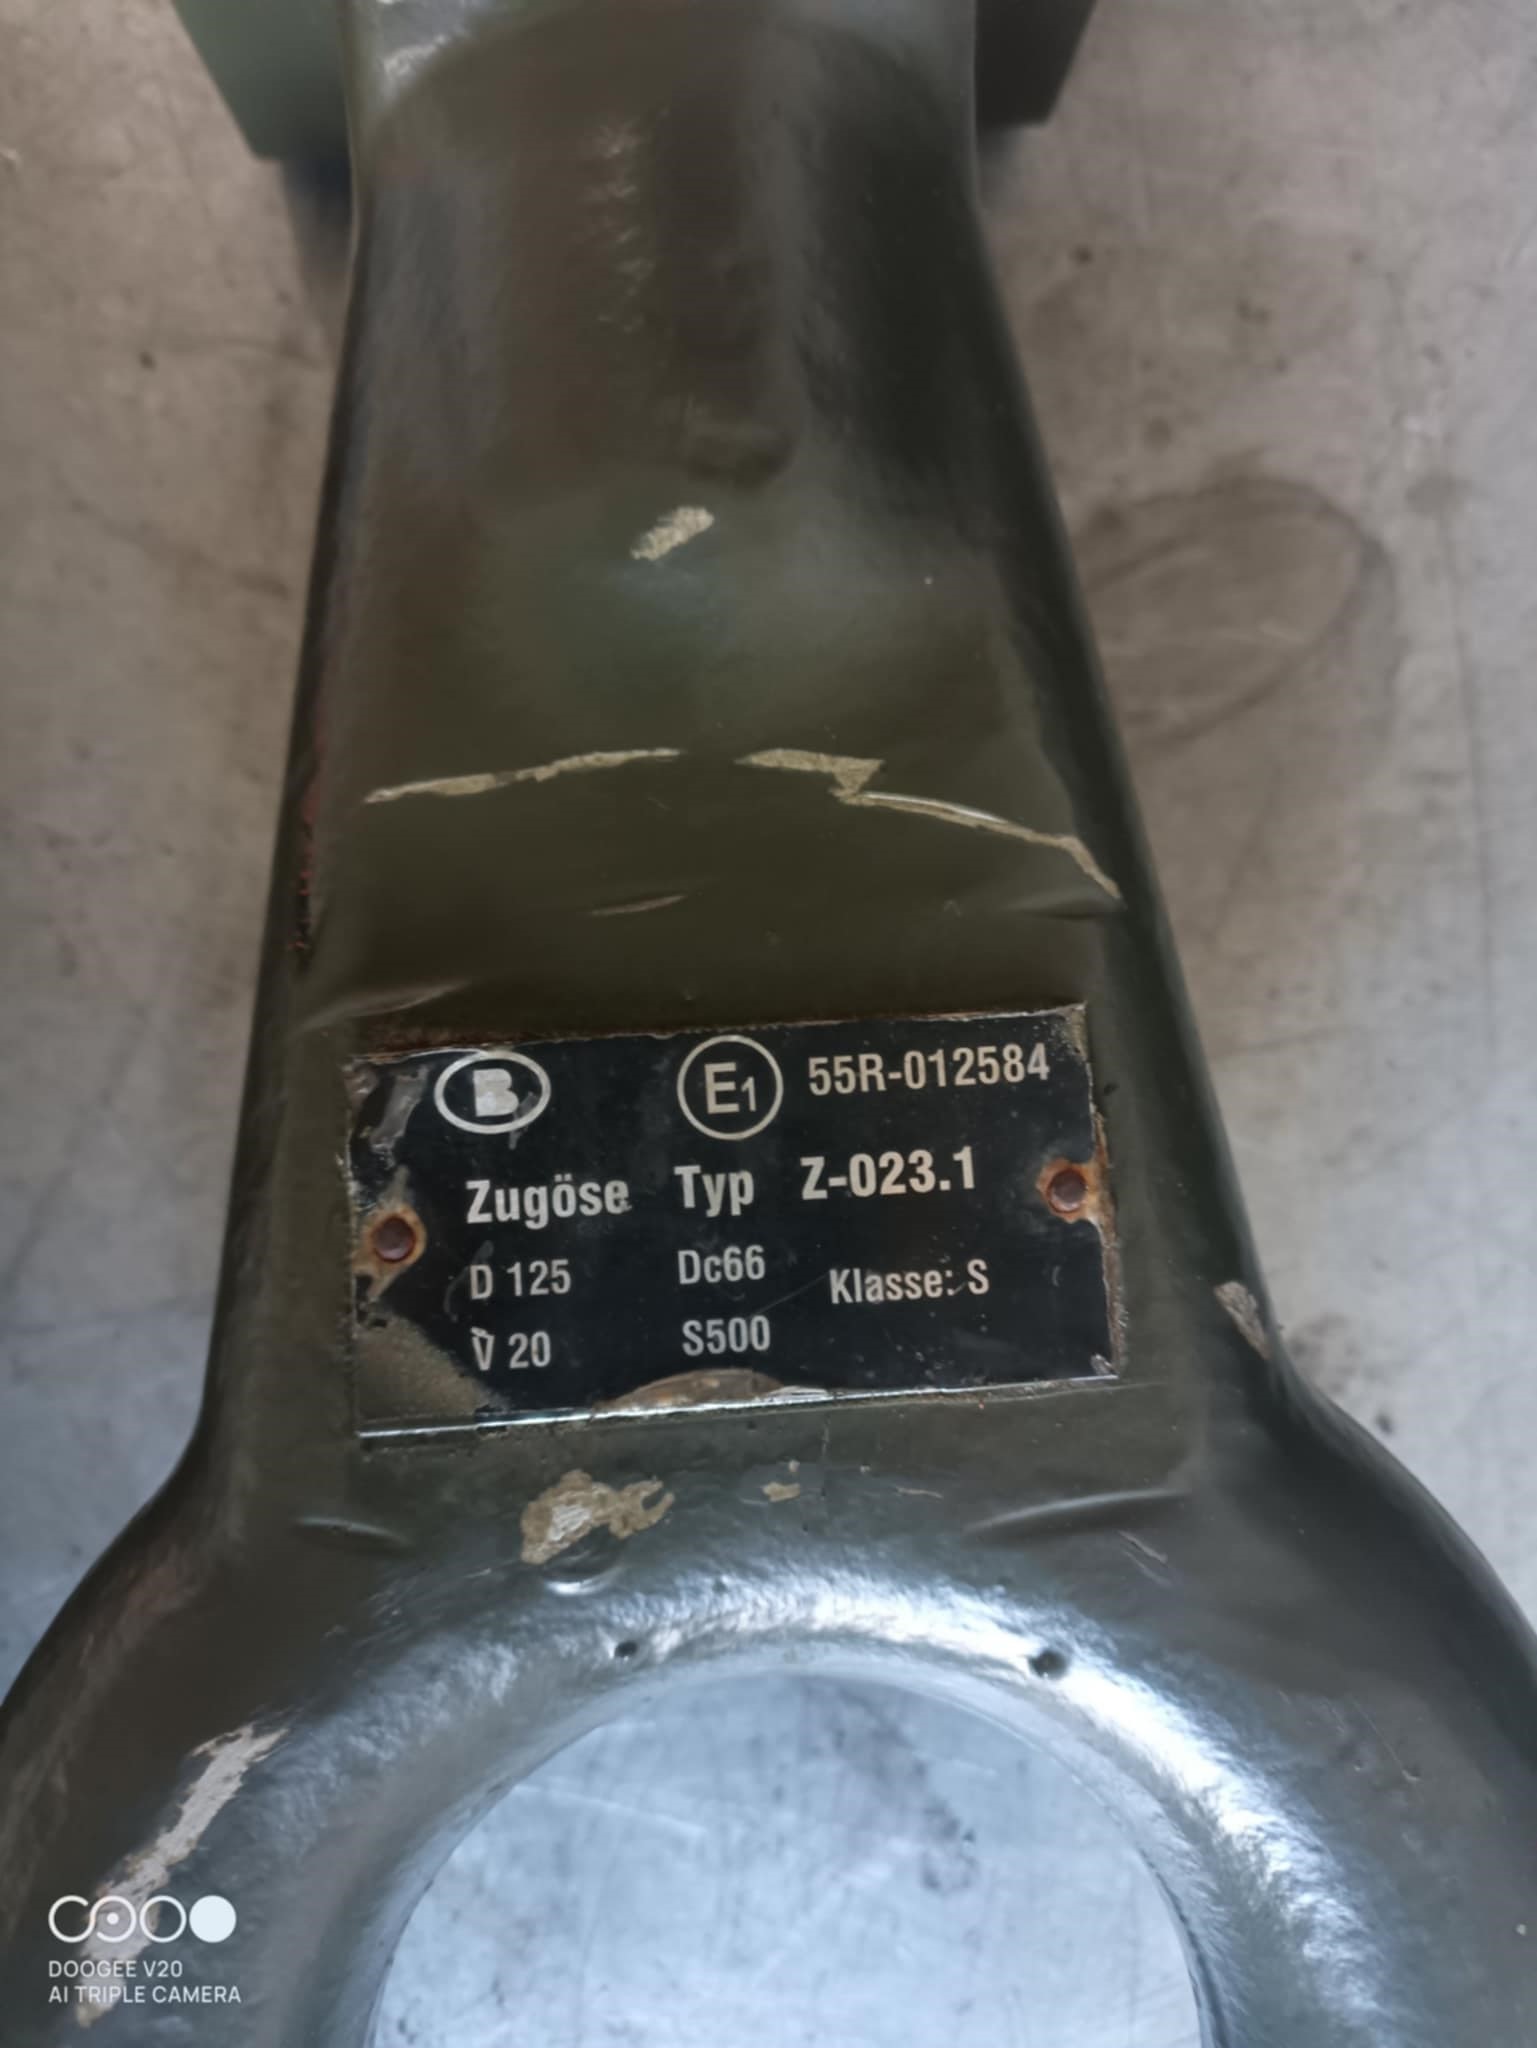 B E1 55R-012584
Zugöse Typ Z-023.1
D 125 Dc66 Klasse: S
V 20 S500
DOOGEE V20
AI TRIPLE CAMERA